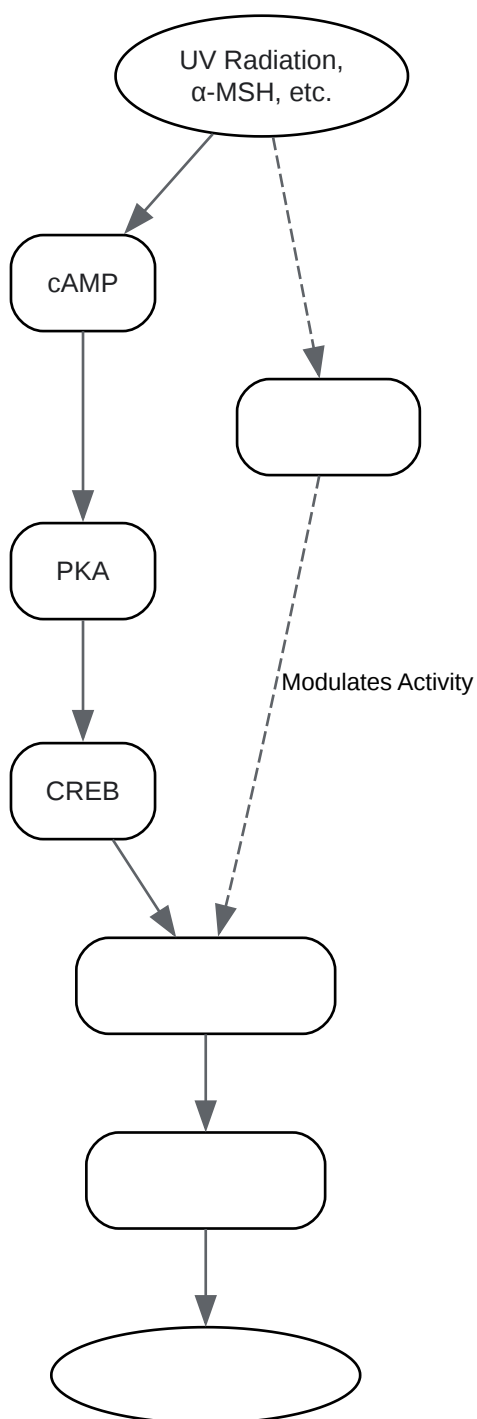 UV Radiation,
α-MSH, etc.
cAMP
PKA
Modulates Activity
CREB